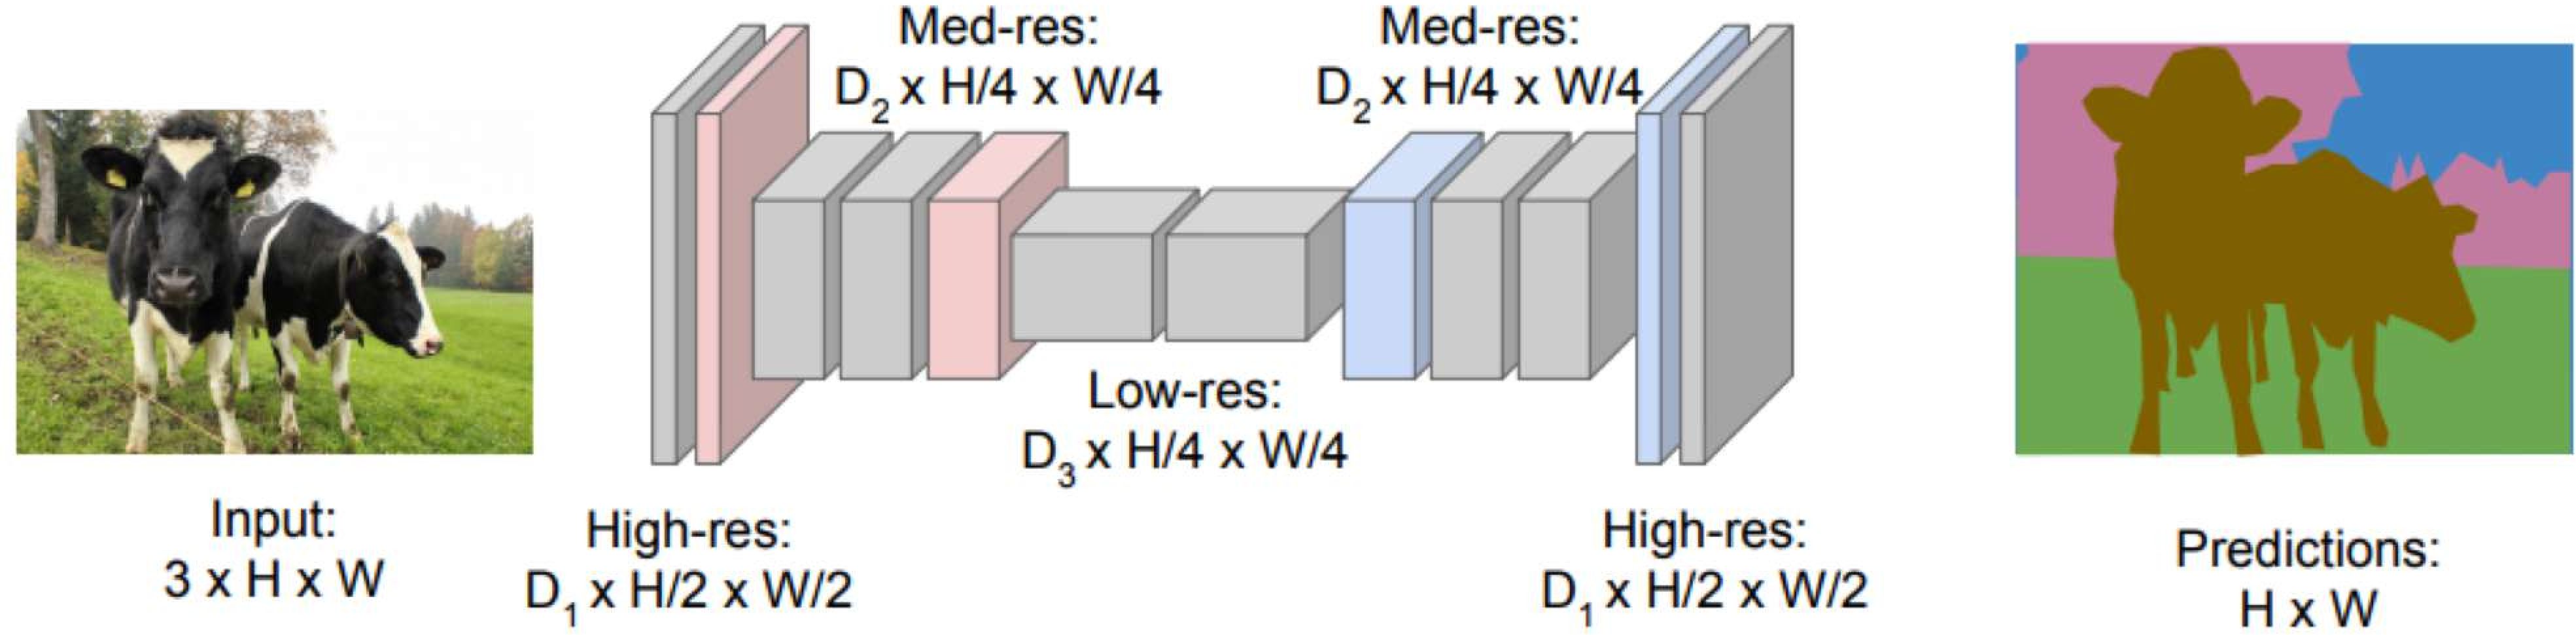 Med-res:
D₂ x H/4 x W/4
Med-res:
D₂ x H/4 x W/4
Low-res:
D₃ x H/4 x W/4
Input:
3 x H x W
High-res:
D₁ x H/2 x W/2
High-res:
D₁ x H/2 x W/2
Predictions:
H x W